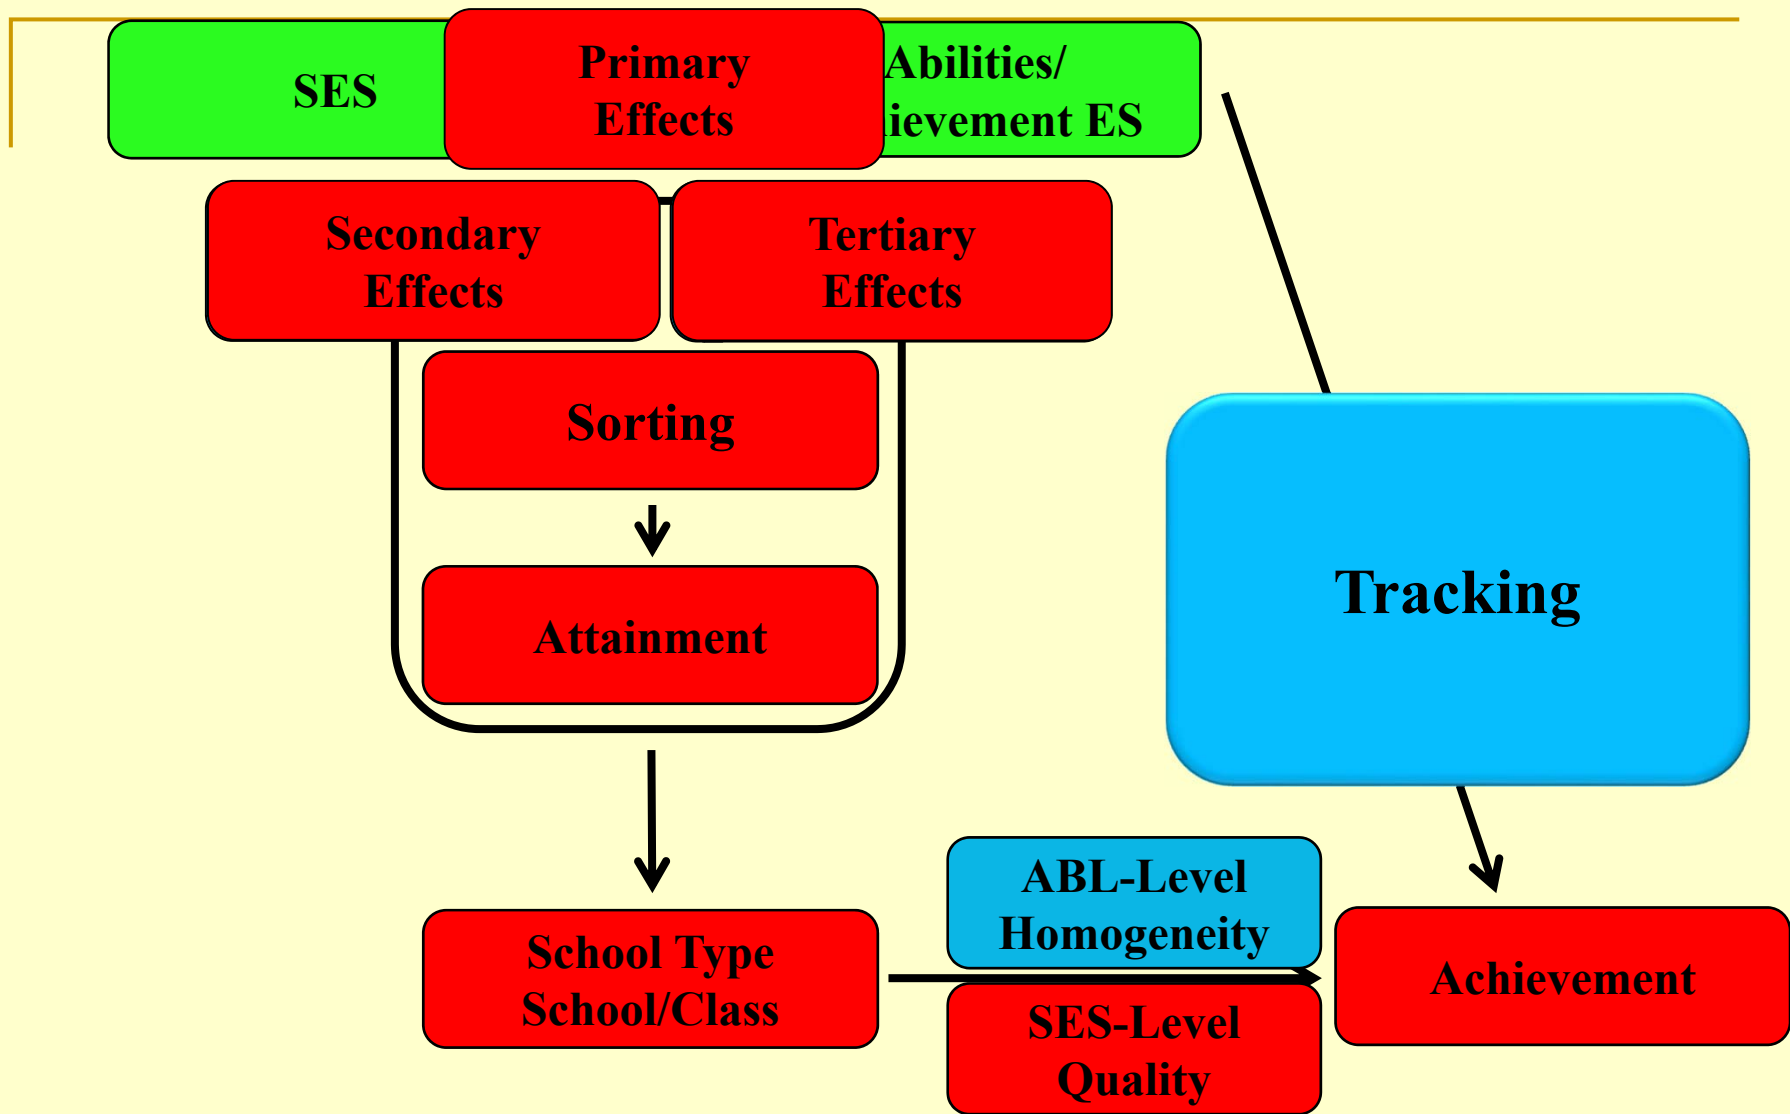 SES
Primary
Effects
Abilities/
ievement ES
Secondary
Effects
Tertiary
Effects
Sorting
Attainment
Tracking
ABL-Level
Homogeneity
School Type
School/Class
Achievement
SES-Level
Quality